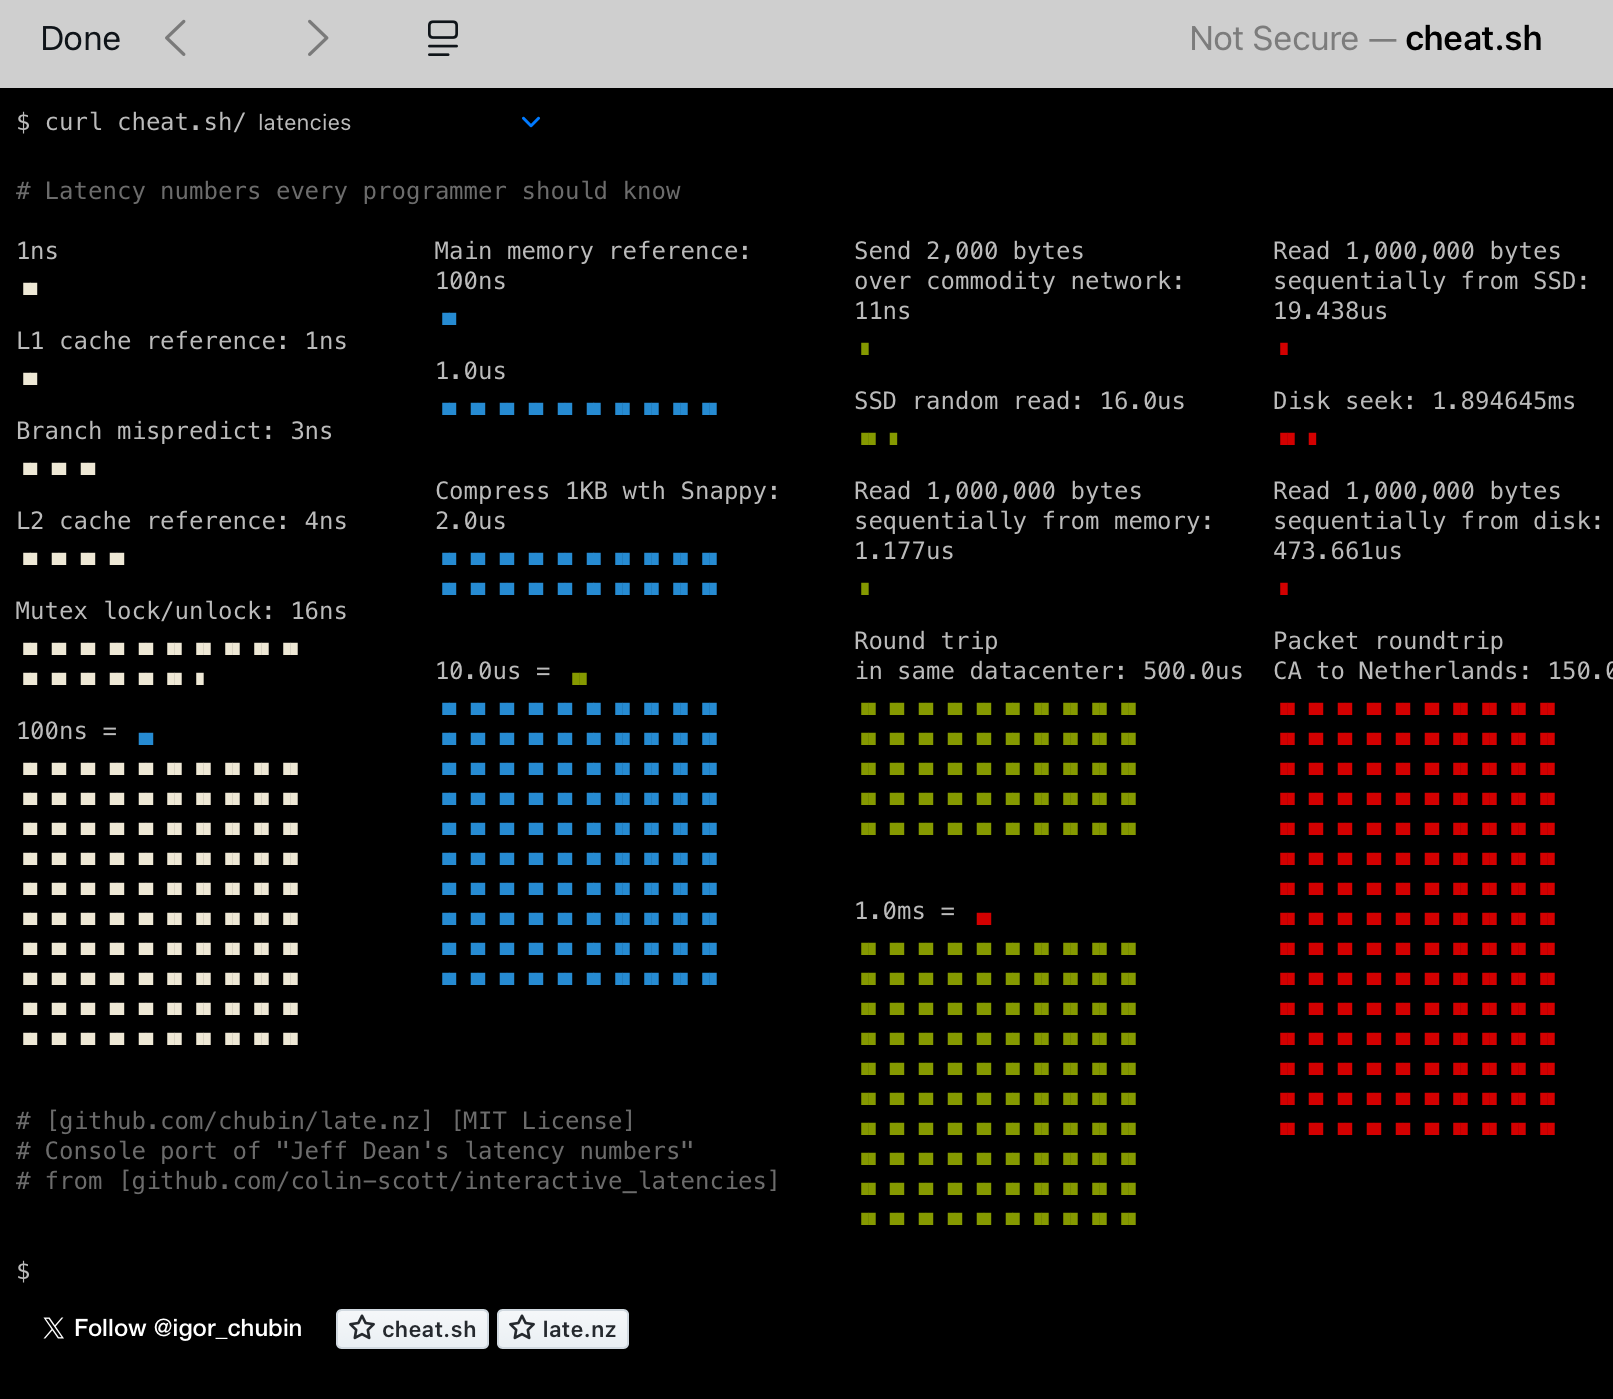 Done
Not Secure — cheat.sh
$ curl cheat.sh/ latencies
# Latency numbers every programmer should know
1ns
L1 cache reference: 1ns
Branch mispredict: 3ns
L2 cache reference: 4ns
Mutex lock/unlock: 16ns
100ns =
Main memory reference:
100ns
1.0us
Compress 1KB wth Snappy:
2.0us
10.0us =
Send 2,000 bytes
over commodity network:
11ns
SSD random read: 16.0us
Read 1,000,000 bytes
sequentially from memory:
1.177us
Round trip
in same datacenter: 500.0us
1.0ms =
Read 1,000,000 bytes
sequentially from SSD:
19.438us
Disk seek: 1.894645ms
Read 1,000,000 bytes
sequentially from disk:
473.661us
Packet roundtrip
CA to Netherlands: 150.0
# [github.com/chubin/late.nz] [MIT License]
# Console port of "Jeff Dean's latency numbers"
# from [github.com/colin-scott/interactive_latencies]
$
Follow @igor_chubin
cheat.sh
late.nz